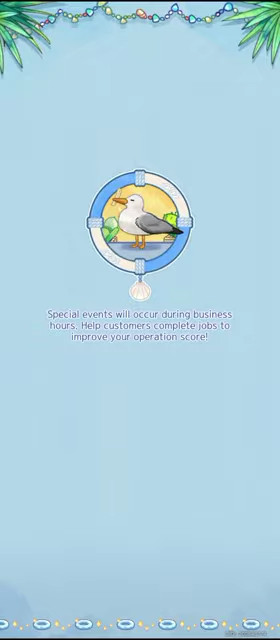 Special events will occur during business
hours. Help customers complete jobs to
improve your operation score!